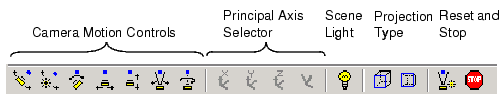 Camera Motion Controls
Principal Axis
Selector
Scene
Light
Projection
Type
Reset and
Stop
X
Y
Z
STOP